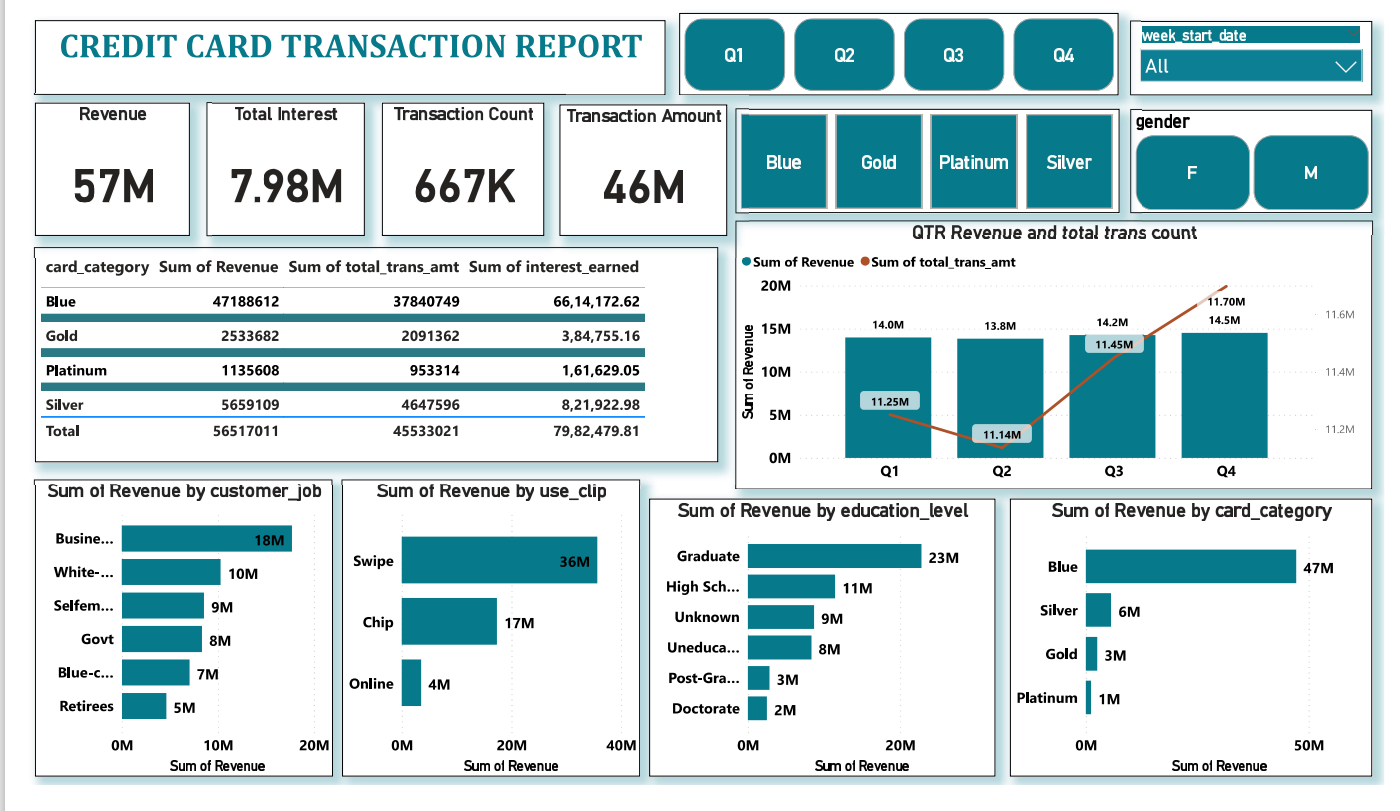 CREDIT CARD TRANSACTION REPORT
Q1 Q2 Q3 Q4
week_start_date
All
Revenue
57M
Total Interest
7.98M
Transaction Count
667K
Transaction Amount
46M
Blue Gold Platinum Silver
gender
F M
card_category Sum of Revenue Sum of total_trans_amt Sum of interest_earned
Blue 47188612 37840749 66,14,172.62
Gold 2533682 2091362 3,84,755.16
Platinum 1135608 953314 1,61,629.05
Silver 5659109 4647596 8,21,922.98
Total 56517011 45533021 79,82,479.81
QTR Revenue and total trans count
Sum of Revenue Sum of total_trans_amt
20M
15M
10M
5M
0M
Sum of Revenue
14.0M 13.8M 14.2M 14.5M
11.25M 11.14M 11.45M 11.70M
11.6M
11.4M
11.2M
Q1 Q2 Q3 Q4
Sum of Revenue by customer_job
Busine... 18M
White-... 10M
Selfem... 9M
Govt 8M
Blue-c... 7M
Retirees 5M
0M 10M 20M
Sum of Revenue
Sum of Revenue by use_clip
Swipe 36M
Chip 17M
Online 4M
0M 20M 40M
Sum of Revenue
Sum of Revenue by education_level
Graduate 23M
High Sch... 11M
Unknown 9M
Uneduca... 8M
Post-Gra... 3M
Doctorate 2M
0M 20M
Sum of Revenue
Sum of Revenue by card_category
Blue 47M
Silver 6M
Gold 3M
Platinum 1M
0M 50M
Sum of Revenue